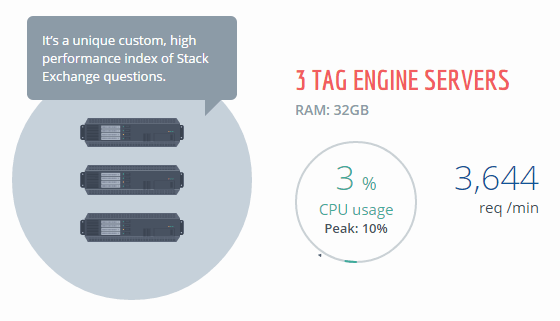 It's a unique custom, high
performance index of Stack
Exchange questions.
3 TAG ENGINE SERVERS
RAM: 32GB
3 %
CPU usage
Peak: 10%
3,644
req /min